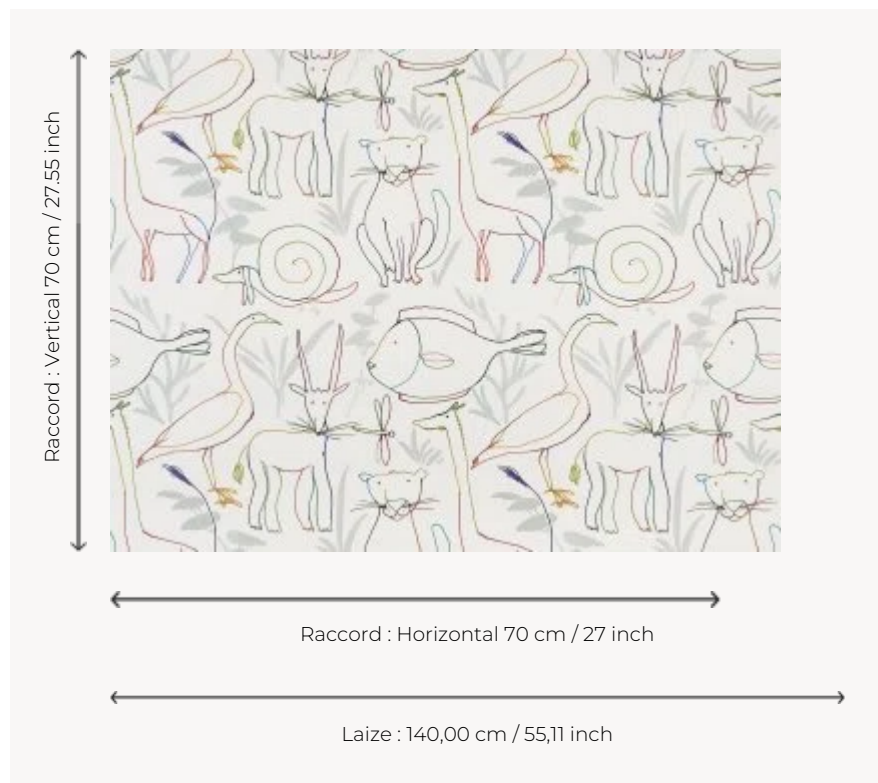 Raccord : Vertical 70 cm / 27.55 inch
Raccord : Horizontal 70 cm / 27 inch
Laize : 140,00 cm / 55,11 inch